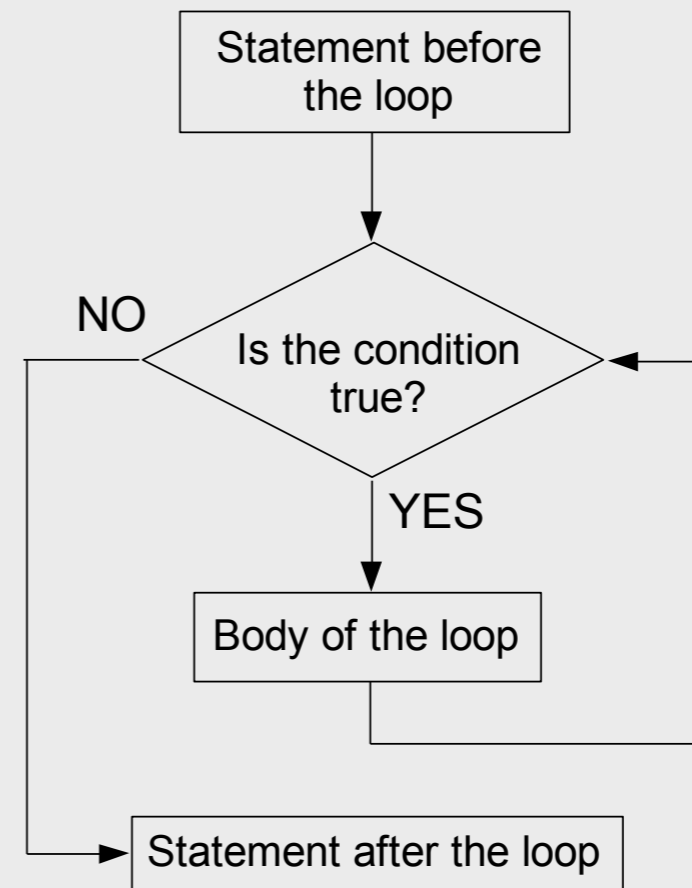 Statement before
the loop
NO
Is the condition
true?
YES
Body of the loop
Statement after the loop